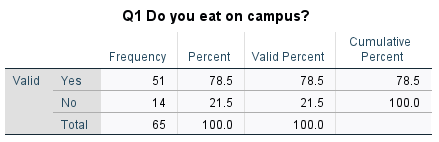 Q1 Do you eat on campus?
Frequency Percent Valid Percent Cumulative Percent
Valid Yes 51 78.5 78.5 78.5
No 14 21.5 21.5 100.0
Total 65 100.0 100.0